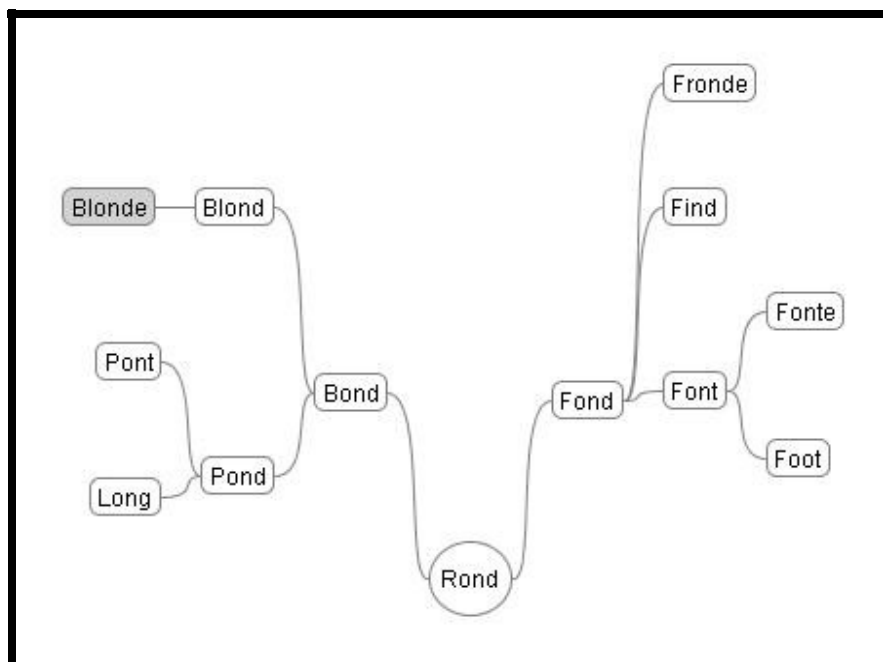 Fronde
Blonde
Blond
Find
Fonte
Pont
Bond
Fond
Font
Pond
Foot
Long
Rond